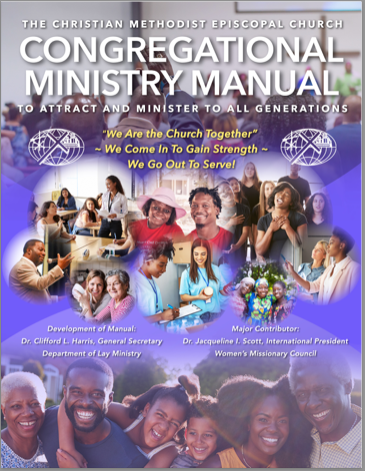 THE CHRISTIAN METHODIST EPISCOPAL CHURCH
CONGREGATIONAL
MINISTRY MANUAL
TO ATTRACT AND MINISTER TO ALL GENERATIONS
"We Are the Church Together"
~ We Come In To Gain Strength ~
We Go Out To Serve!
Development of Manual:
Dr. Clifford L. Harris, General Secretary
Department of Lay Ministry
Major Contributor:
Dr. Jacqueline I. Scott, International President
Women's Missionary Council